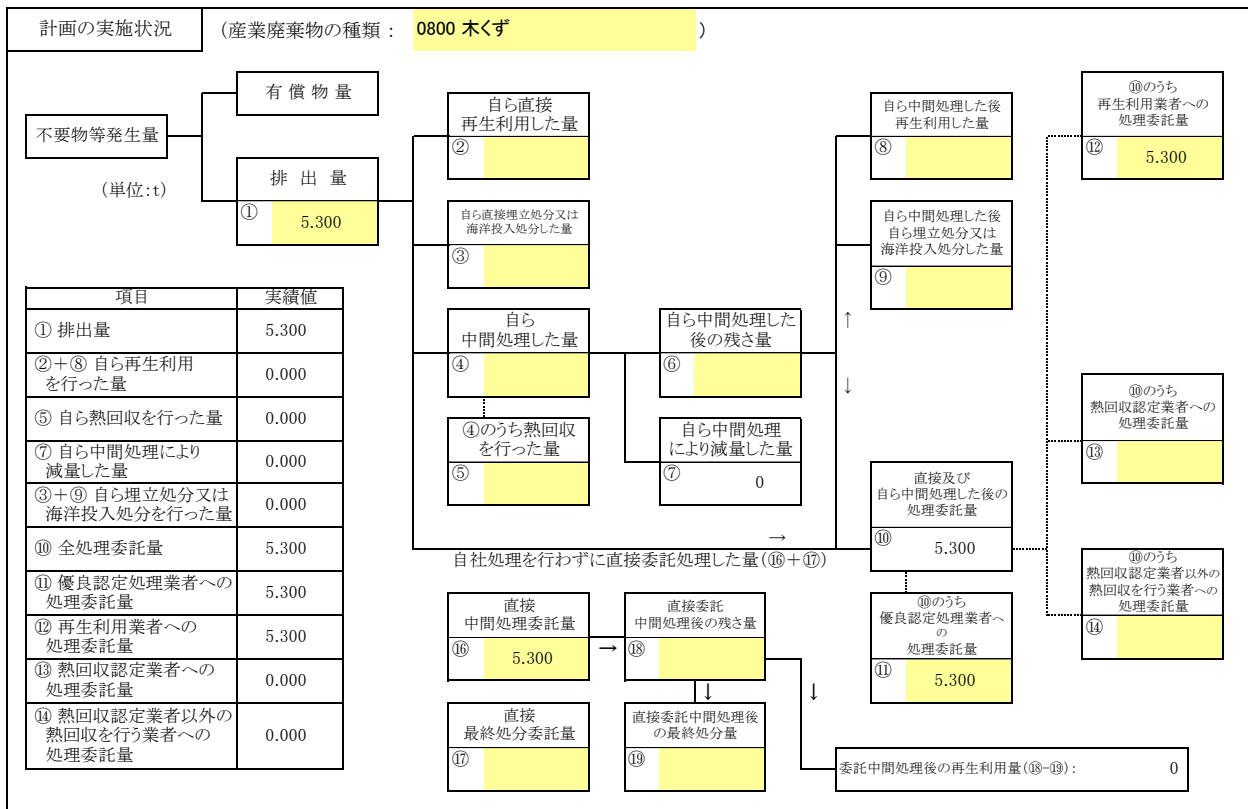 計画の実施状況
(産業廃棄物の種類 : 0800 木くず )
不要物等発生量
(単位:t)
有 償 物 量
排 出 量
① 5.300
自ら直接
再生利用した量
②
自ら直接埋立処分又は
海洋投入処分した量
③
自ら
中間処理した量
④
④のうち熱回収
を行った量
⑤
自ら中間処理した
後の残さ量
⑥
自ら中間処理
により減量した量
⑦ 0
自ら中間処理した後
再生利用した量
⑧
自ら中間処理した後
自ら埋立処分又は
海洋投入処分した量
⑨
↑
↓
直接及び
自ら中間処理した後の
処理委託量
⑩ 5.300
⑩のうち
優良認定処理業者へ
の
処理委託量
⑪ 5.300
⑩のうち
再生利用業者への
処理委託量
⑫ 5.300
⑩のうち
熱回収認定業者への
処理委託量
⑬
⑩のうち
熱回収認定業者以外の
熱回収を行う業者への
処理委託量
⑭
→
自社処理を行わずに直接委託処理した量(⑯+⑰)
直接
中間処理委託量
⑯ 5.300
→
直接委託
中間処理後の残さ量
⑱
↓
↓
直接
最終処分委託量
⑰
直接委託中間処理後
の最終処分量
⑲
委託中間処理後の再生利用量(⑱-⑲) : 0
項目 実績値
① 排出量 5.300
②+⑧ 自ら再生利用
を行った量 0.000
⑤ 自ら熱回収を行った量 0.000
⑦ 自ら中間処理により
減量した量 0.000
③+⑨ 自ら埋立処分又は
海洋投入処分を行った量 0.000
⑩ 全処理委託量 5.300
⑪ 優良認定処理業者への
処理委託量 5.300
⑫ 再生利用業者への
処理委託量 5.300
⑬ 熱回収認定業者への
処理委託量 0.000
⑭ 熱回収認定業者以外の
熱回収を行う業者への
処理委託量 0.000